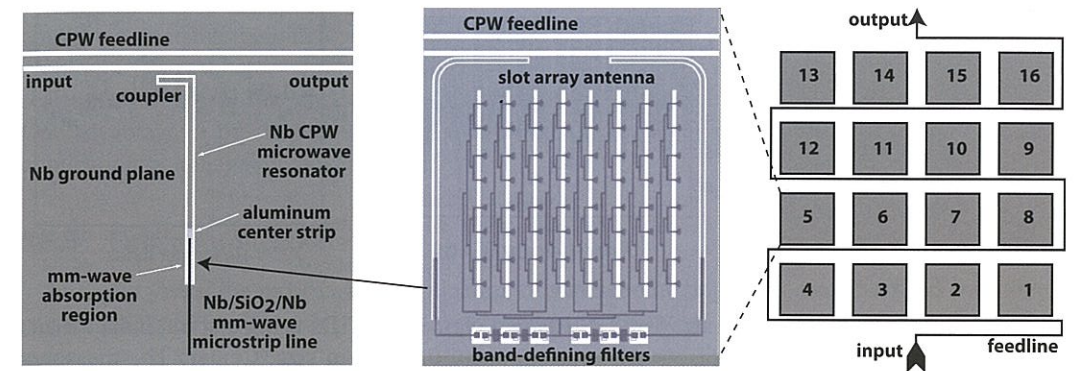 CPW feedline
input
output
coupler
Nb CPW
microwave
resonator
Nb ground plane
aluminum
center strip
mm-wave
absorption
region
Nb/SiO2/Nb
mm-wave
microstrip line
CPW feedline
slot array antenna
band-defining filters
output
13 14 15 16
12 11 10 9
5 6 7 8
4 3 2 1
input
feedline